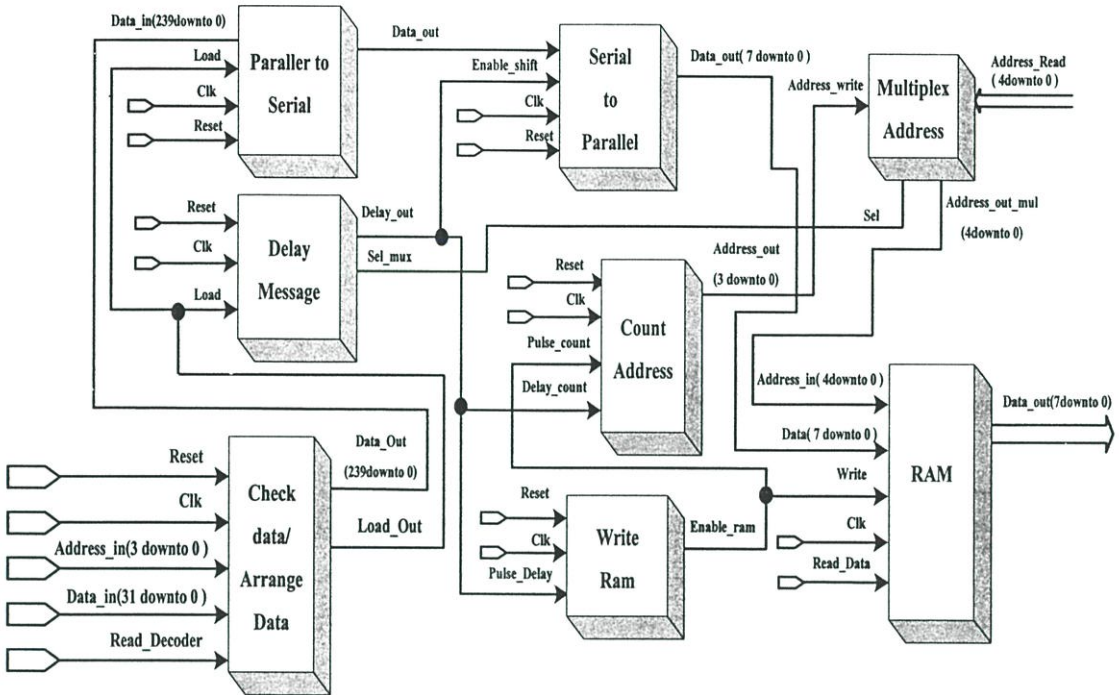 Data_in(239downto 0)
Load
Clk
Reset
Paraller to
Serial
Data_out
Enable_shift
Clk
Reset
Serial
to
Parallel
Data_out( 7 downto 0 )
Address_write
Multiplex
Address
Address_Read
( 4downto 0 )
Reset
Clk
Load
Delay
Message
Delay_out
Sel_mux
Sel
Address_out_mul
(4downto 0)
Reset
Clk
Pulse_count
Delay_count
Count
Address
Address_out
(3 downto 0)
Address_in( 4downto 0 )
Data( 7 downto 0 )
Write
Clk
Read_Data
RAM
Data_out(7downto 0)
Reset
Clk
Address_in(3 downto 0 )
Data_in(31 downto 0 )
Read_Decoder
Check
data/
Arrange
Data
Data_Out
(239downto 0)
Load_Out
Reset
Clk
Pulse_Delay
Write
Ram
Enable_ram